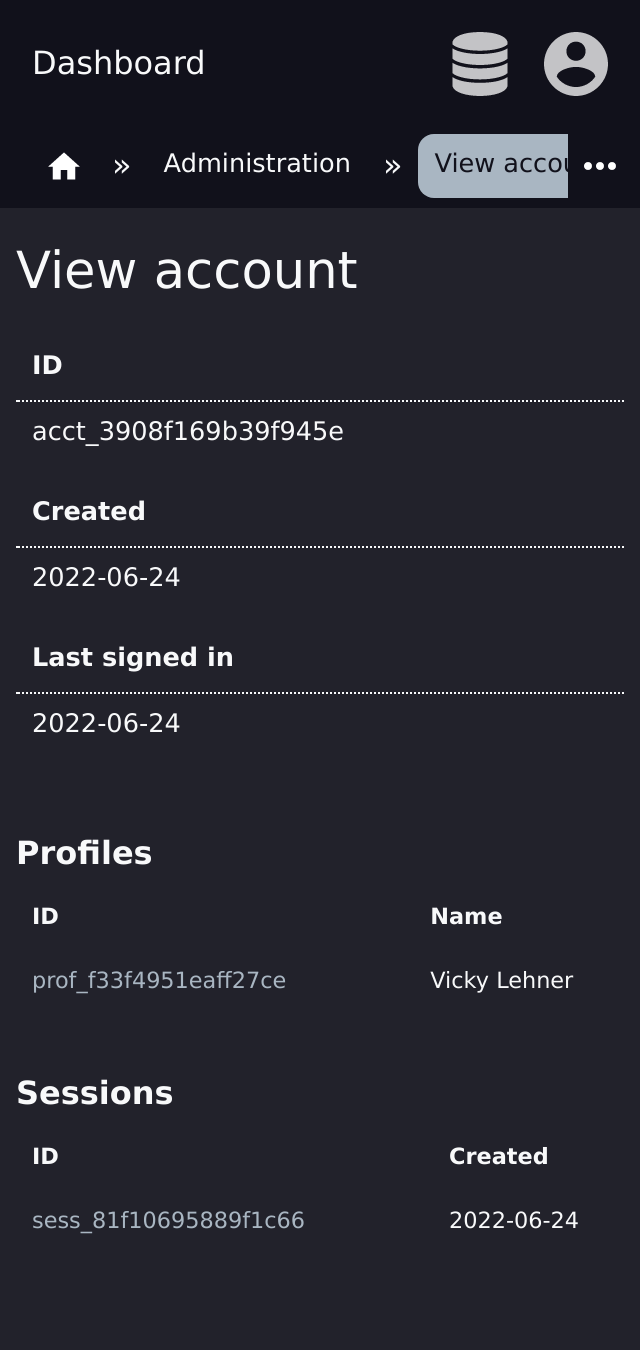 Dashboard
» Administration » View accou
View account
ID
acct_3908f169b39f945e
Created
2022-06-24
Last signed in
2022-06-24
Profiles
ID Name
prof_f33f4951eaff27ce Vicky Lehner
Sessions
ID Created
sess_81f10695889f1c66 2022-06-24